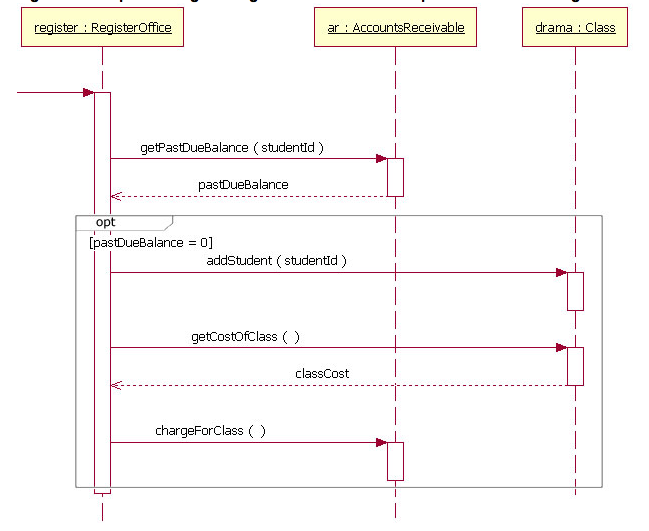 register : RegisterOffice
ar : AccountsReceivable
drama : Class
getPastDueBalance ( studentId )
pastDueBalance
opt
[pastDueBalance = 0]
addStudent ( studentId )
getCostOfClass ( )
classCost
chargeForClass ( )